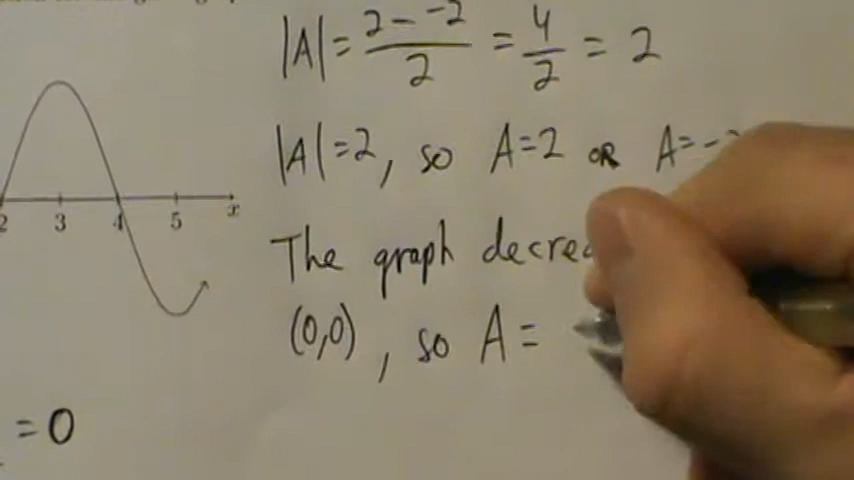 |A| = 2 - -2 / 2 = 4/2 = 2
|A| = 2, so A=2 OR A=-
2 3 4 5 x
The graph
(0,0), so A =
= 0